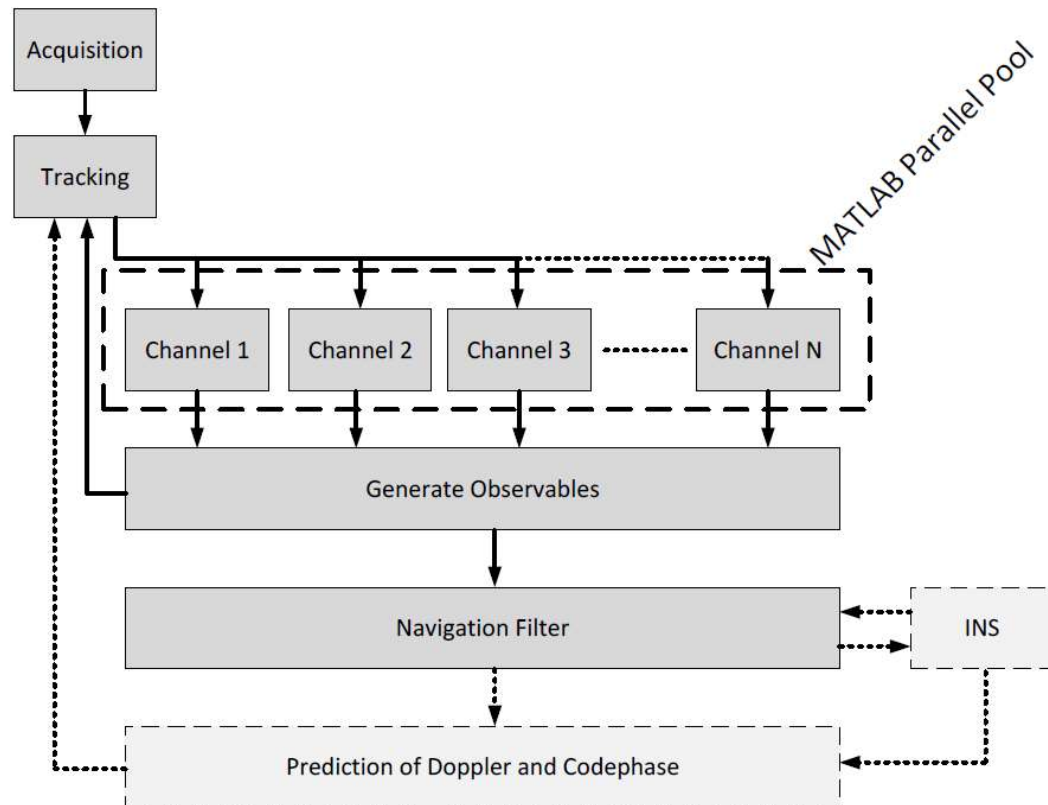 Acquisition
Tracking
MATLAB Parallel Pool
Channel 1
Channel 2
Channel 3
Channel N
Generate Observables
Navigation Filter
INS
Prediction of Doppler and Codephase